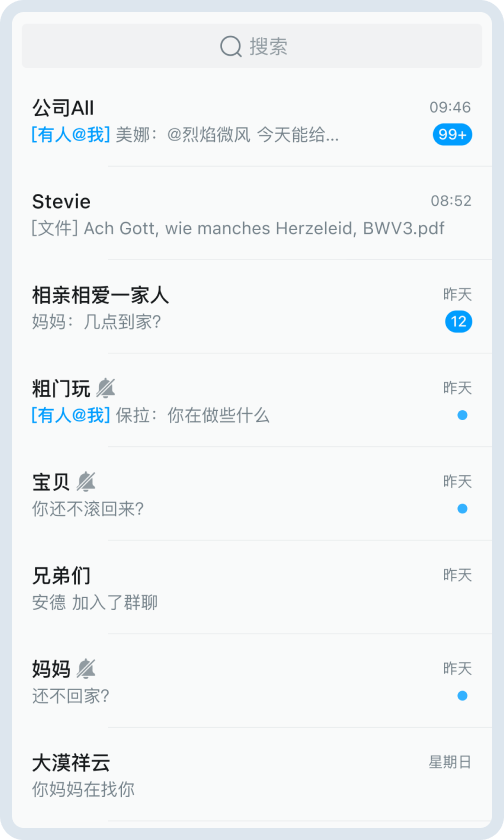 搜索
公司All 09:46
[有人@我] 美娜：@烈焰微风 今天能给... 99+
Stevie 08:52
[文件] Ach Gott, wie manches Herzeleid, BWV3.pdf
相亲相爱一家人 昨天
妈妈：几点到家? 12
粗门玩 昨天
[有人@我] 保拉：你在做些什么
宝贝 昨天
你还不滚回来?
兄弟们 昨天
安德 加入了群聊
妈妈 昨天
还不回家?
大漠祥云 星期日
你妈妈在找你